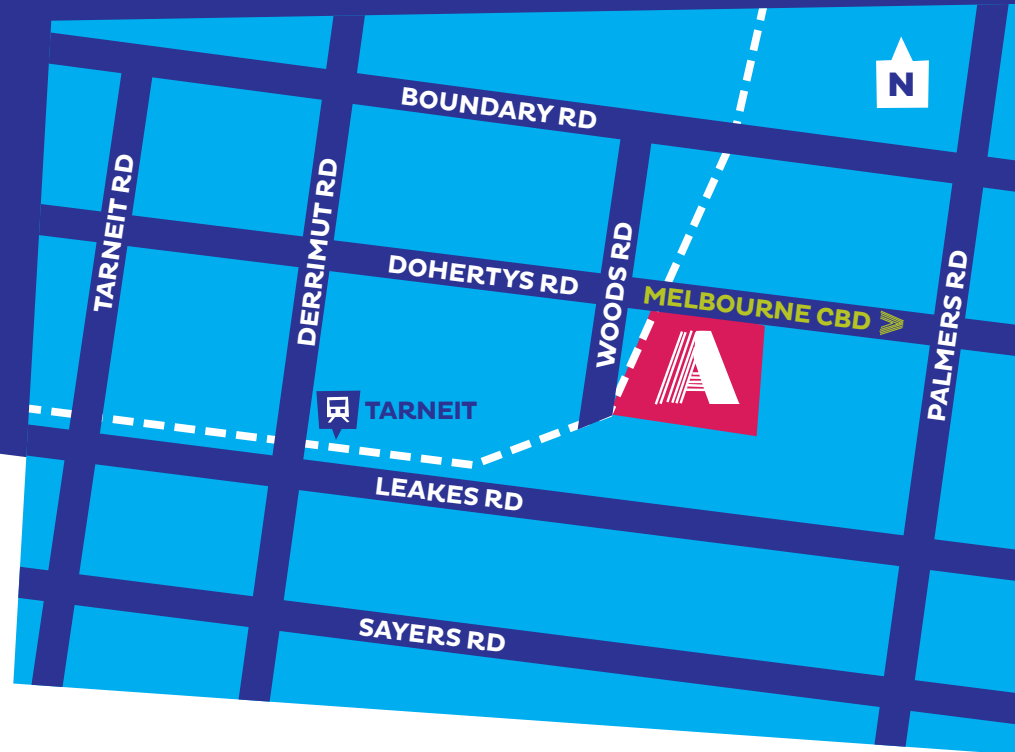 N
BOUNDARY RD
TARNEIT RD
DERRIMUT RD
WOODS RD
DOHERTYS RD
MELBOURNE CBD
PALMERS RD
A
TARNEIT
LEAKES RD
SAYERS RD